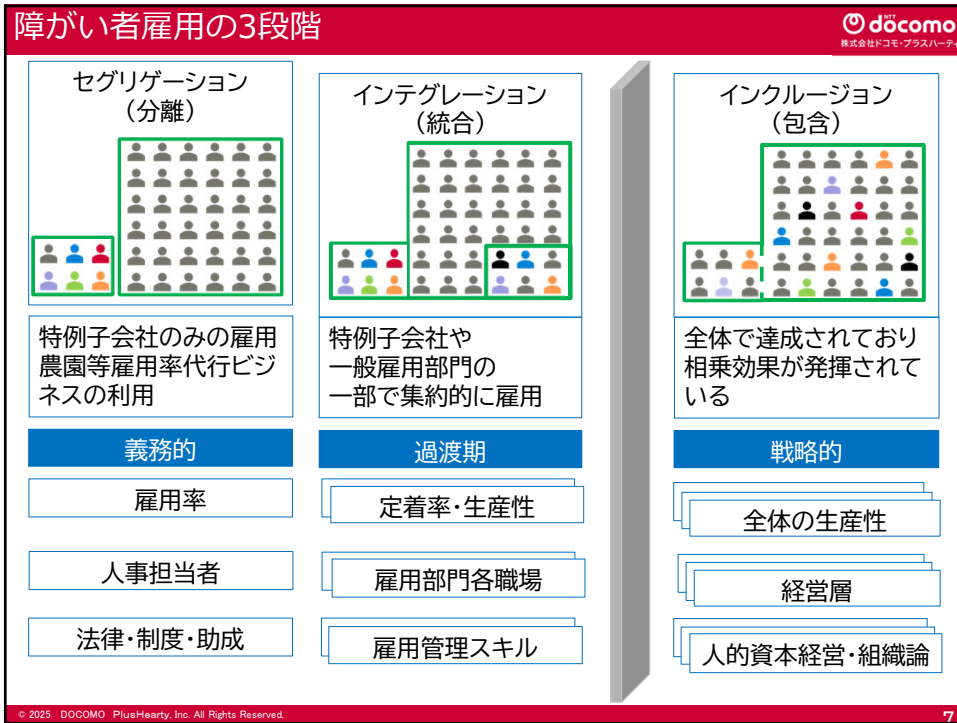 障がい者雇用の3段階
NTT
döcomo
株式会社ドコモ・プラスハーティ
セグリゲーション
（分離）
特例子会社のみの雇用
農園等雇用率代行ビジ
ネスの利用
義務的
雇用率
人事担当者
法律・制度・助成
インテグレーション
（統合）
特例子会社や
一般雇用部門の
一部で集約的に雇用
過渡期
定着率・生産性
雇用部門各職場
雇用管理スキル
インクルージョン
（包含）
全体で達成されており
相乗効果が発揮されて
いる
戦略的
全体の生産性
経営層
人的資本経営・組織論
© 2025 DOCOMO PlusHearty, Inc. All Rights Reserved.
7